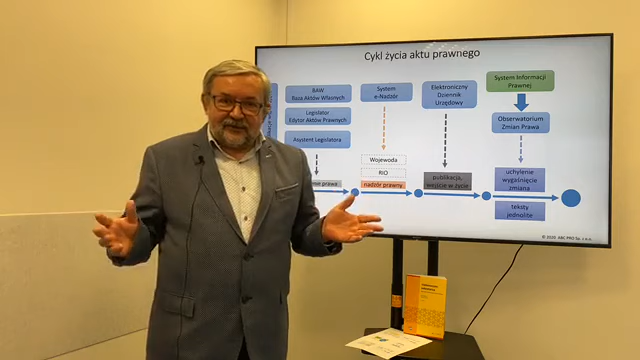 Cykl życia aktu prawnego
BAW
Baza Aktów Własnych
Legislator
Edytor Aktów Prawnych
Asystent Legislatora
System
e-Nadzór
Elektroniczny
Dziennik
Urzędowy
System Informacji
Prawnej
Obserwatorium
Zmian Prawa
Wojewoda
RIO
nadzór prawny
prawa
publikacja,
wejście w życie
uchylenie
wygaśnięcie
zmiana
teksty
jednolite
© 2020 ABC PRO Sp. z o.o.